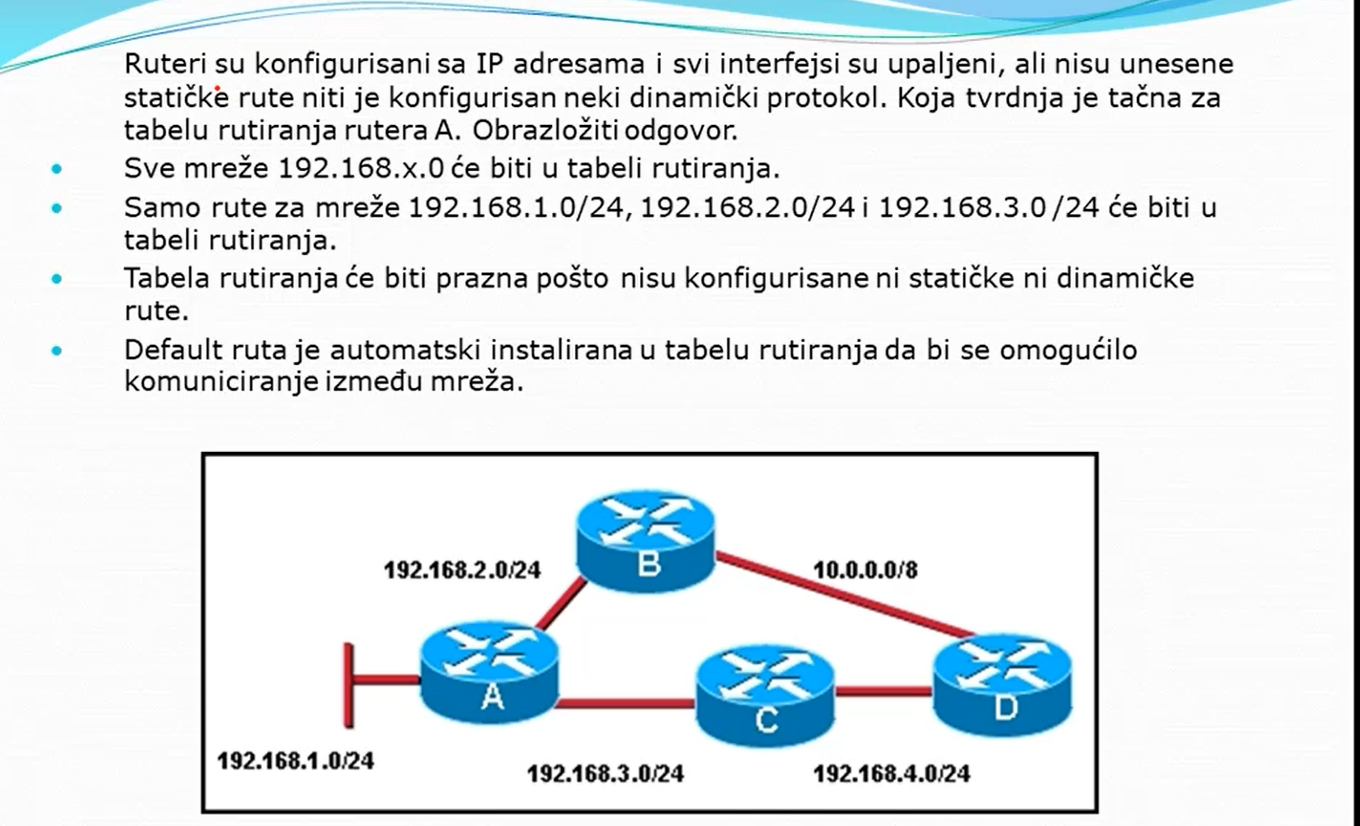 Ruteri su konfigurisani sa IP adresama i svi interfejsi su upaljeni, ali nisu unesene
statičke rute niti je konfigurisan neki dinamički protokol. Koja tvrdnja je tačna za
tabelu rutiranja rutera A. Obrazložiti odgovor.
• Sve mreže 192.168.x.0 će biti u tabeli rutiranja.
• Samo rute za mreže 192.168.1.0/24, 192.168.2.0/24 i 192.168.3.0 /24 će biti u
tabeli rutiranja.
• Tabela rutiranja će biti prazna pošto nisu konfigurisane ni statičke ni dinamičke
rute.
• Default ruta je automatski instalirana u tabelu rutiranja da bi se omogućilo
komuniciranje između mreža.
B
192.168.2.0/24
10.0.0.0/8
A
C
D
192.168.1.0/24
192.168.3.0/24
192.168.4.0/24